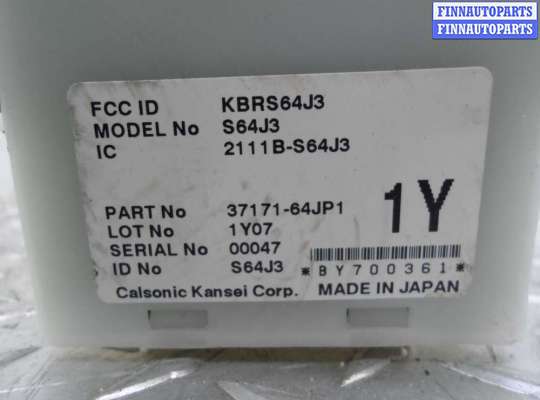 FINNAUTOPARTS
FINNAUTOPARTS
FCC ID KBRS64J3
MODEL No S64J3
IC 2111B-S64J3
PART No 37171-64JP1
LOT No 1Y07
SERIAL No 00047
ID No S64J3
1Y
*BY700361*
Calsonic Kansei Corp. MADE IN JAPAN